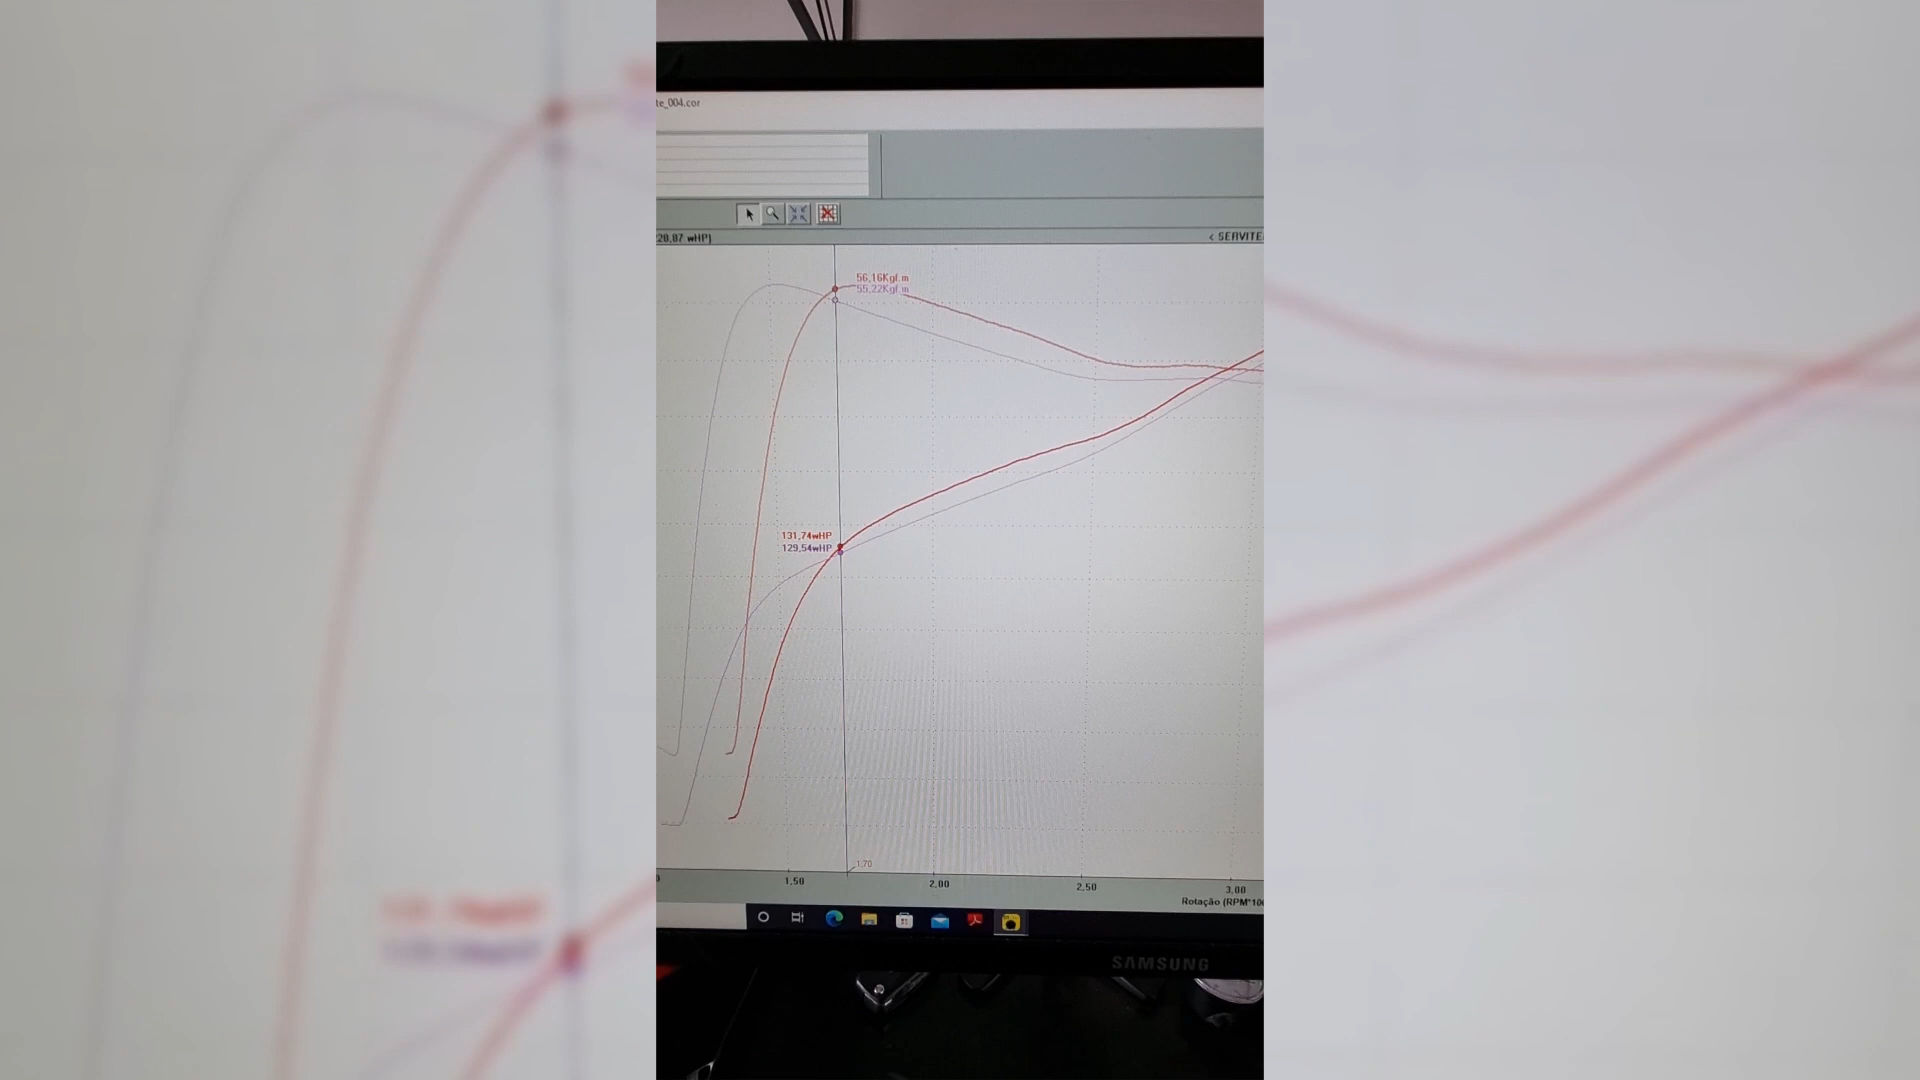 te_004.cor
20,07 wHP)
< SERVITE
56,16Kgf.m
55,22Kgf.m
131,74wHP
129,54wHP
1,70
1,50
2,00
2,50
3,00
Rotação (RPM*10
SAMSUNG